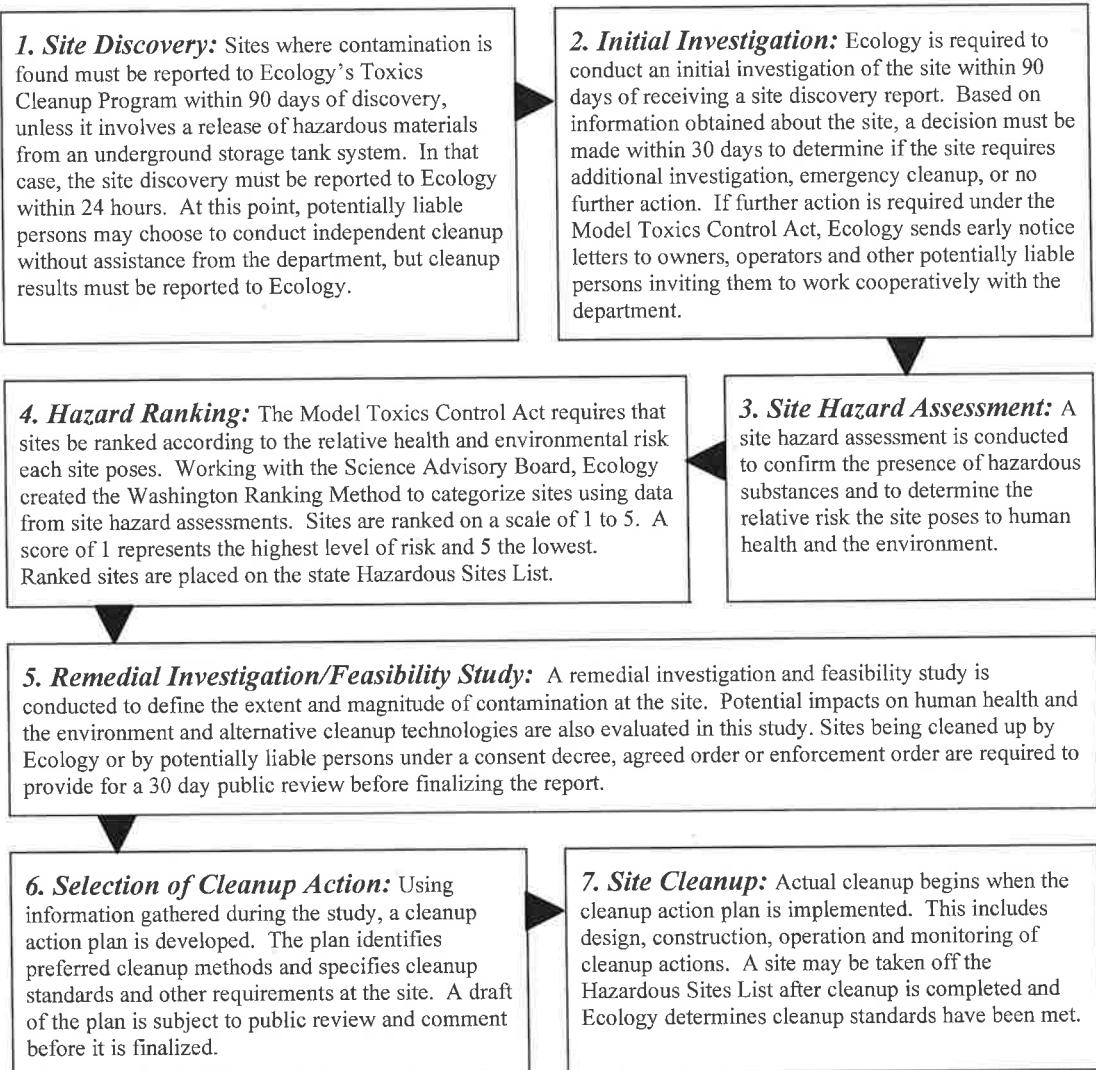 1. Site Discovery: Sites where contamination is
found must be reported to Ecology's Toxics
Cleanup Program within 90 days of discovery,
unless it involves a release of hazardous materials
from an underground storage tank system. In that
case, the site discovery must be reported to Ecology
within 24 hours. At this point, potentially liable
persons may choose to conduct independent cleanup
without assistance from the department, but cleanup
results must be reported to Ecology.
2. Initial Investigation: Ecology is required to
conduct an initial investigation of the site within 90
days of receiving a site discovery report. Based on
information obtained about the site, a decision must be
made within 30 days to determine if the site requires
additional investigation, emergency cleanup, or no
further action. If further action is required under the
Model Toxics Control Act, Ecology sends early notice
letters to owners, operators and other potentially liable
persons inviting them to work cooperatively with the
department.
3. Site Hazard Assessment: A
site hazard assessment is conducted
to confirm the presence of hazardous
substances and to determine the
relative risk the site poses to human
health and the environment.
4. Hazard Ranking: The Model Toxics Control Act requires that
sites be ranked according to the relative health and environmental risk
each site poses. Working with the Science Advisory Board, Ecology
created the Washington Ranking Method to categorize sites using data
from site hazard assessments. Sites are ranked on a scale of 1 to 5. A
score of 1 represents the highest level of risk and 5 the lowest.
Ranked sites are placed on the state Hazardous Sites List.
5. Remedial Investigation/Feasibility Study: A remedial investigation and feasibility study is
conducted to define the extent and magnitude of contamination at the site. Potential impacts on human health and
the environment and alternative cleanup technologies are also evaluated in this study. Sites being cleaned up by
Ecology or by potentially liable persons under a consent decree, agreed order or enforcement order are required to
provide for a 30 day public review before finalizing the report.
6. Selection of Cleanup Action: Using
information gathered during the study, a cleanup
action plan is developed. The plan identifies
preferred cleanup methods and specifies cleanup
standards and other requirements at the site. A draft
of the plan is subject to public review and comment
before it is finalized.
7. Site Cleanup: Actual cleanup begins when the
cleanup action plan is implemented. This includes
design, construction, operation and monitoring of
cleanup actions. A site may be taken off the
Hazardous Sites List after cleanup is completed and
Ecology determines cleanup standards have been met.